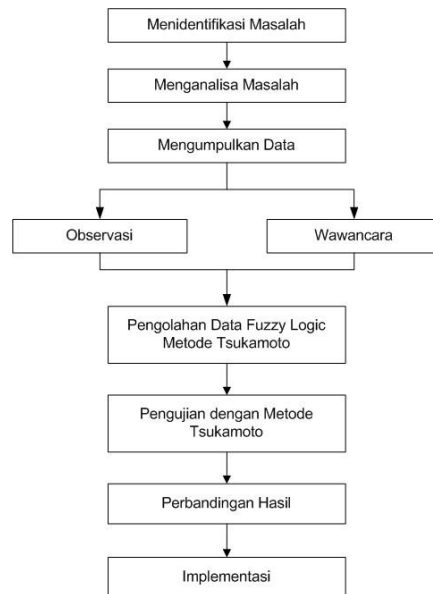 Menidentifikasi Masalah
Menganalisa Masalah
Mengumpulkan Data
Observasi
Wawancara
Pengolahan Data Fuzzy Logic
Metode Tsukamoto
Pengujian dengan Metode
Tsukamoto
Perbandingan Hasil
Implementasi